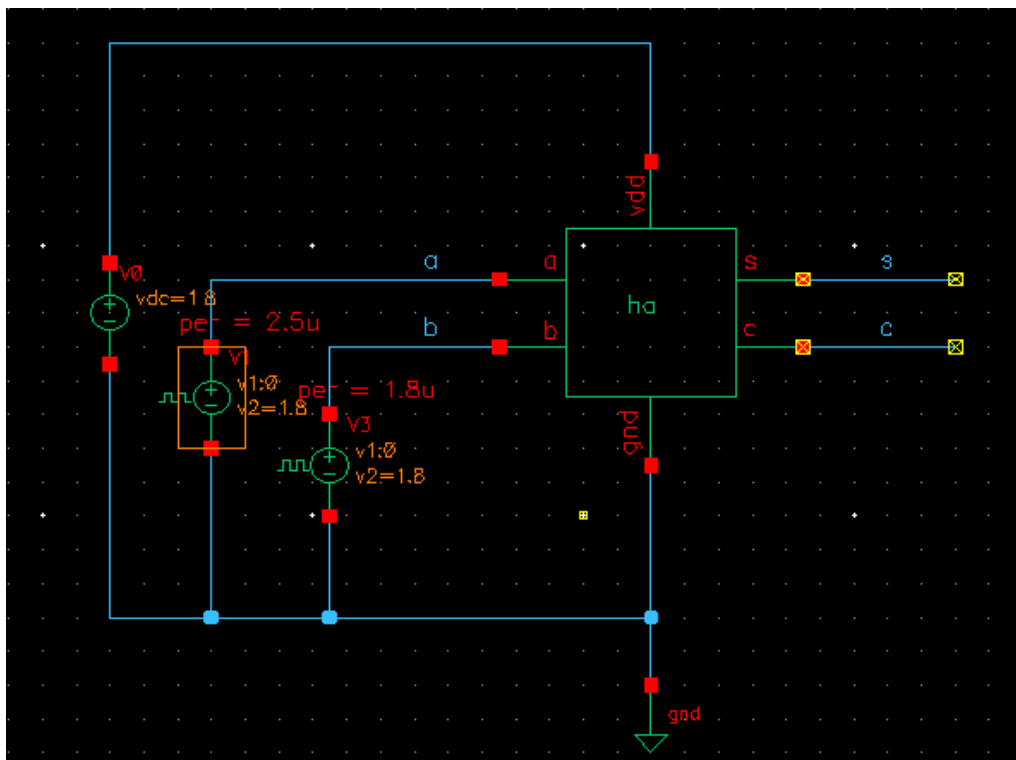 vdd
a
a
s
s
V0
vdc=1.8
ha
per = 2.5u
b
b
c
c
V1
v1:0
v2=1.8
per = 1.8u
V3
v1:0
v2=1.8
gnd
gnd